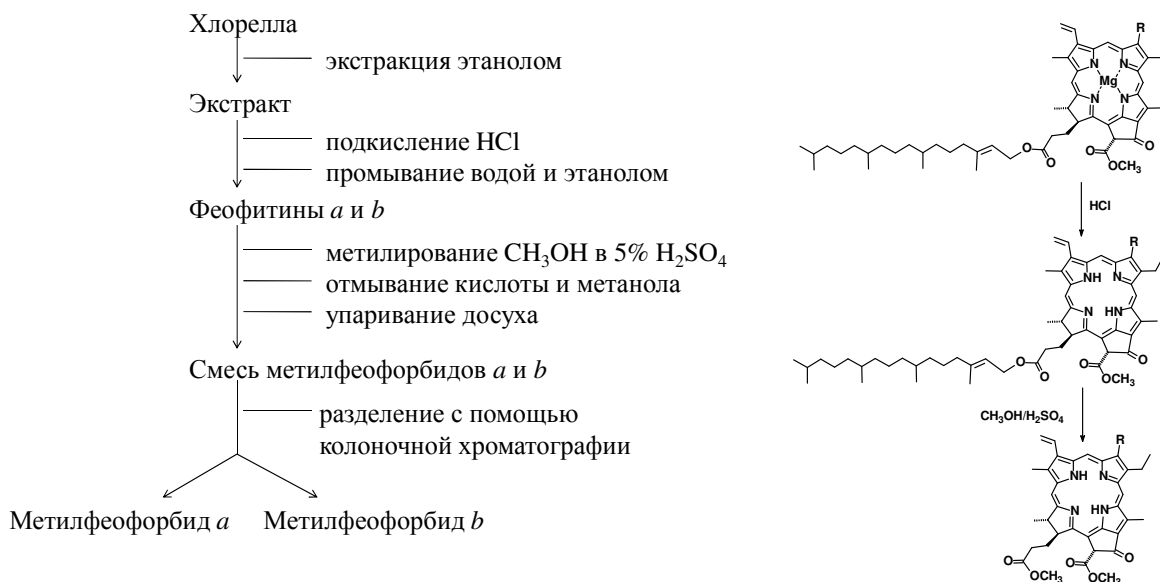 Хлорелла
экстракция этанолом
Экстракт
подкисление HCl
промывание водой и этанолом
Феофитины a и b
метилирование CH₃OH в 5% H₂SO₄
отмывание кислоты и метанола
упаривание досуха
Смесь метилфеофорбидов a и b
разделение с помощью
колоночной хроматографии
Метилфеофорбид a Метилфеофорбид b
R
N N
Mg
N N
O
O
O
O
OCH₃
HCl
R
NH N
N HN
O
O
O
O
OCH₃
CH₃OH/H₂SO₄
R
NH N
N HN
O
O
O
OCH₃ OCH₃